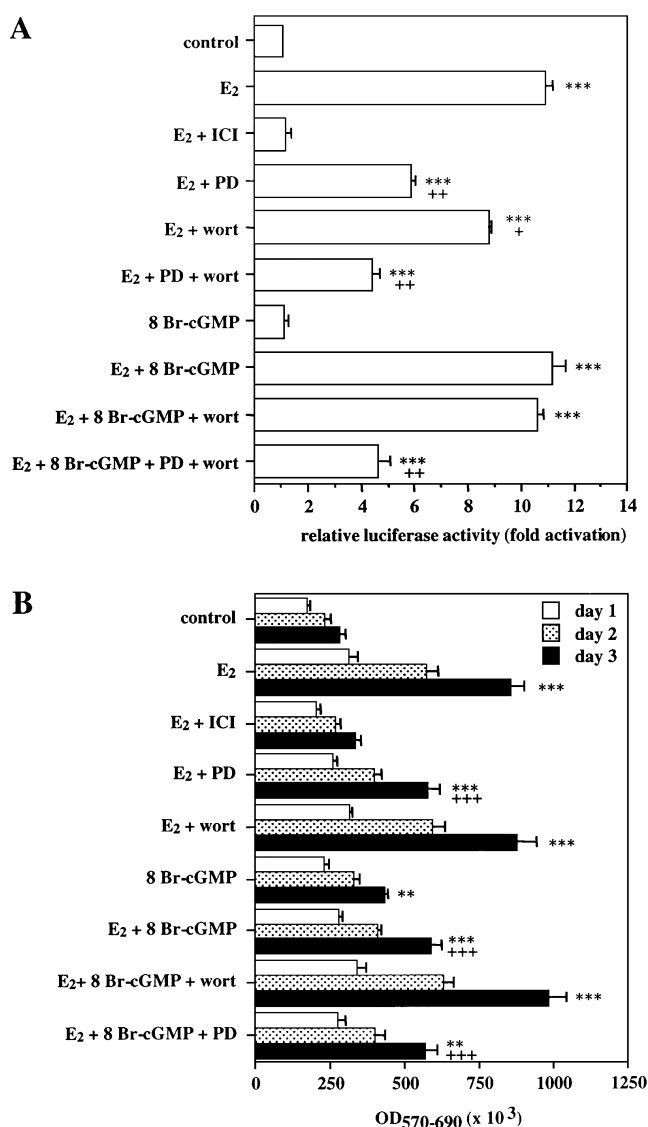 A
control
E2 ***
E2 + ICI
E2 + PD ***
++
E2 + wort ***
+
E2 + PD + wort ***
++
8 Br-cGMP
E2 + 8 Br-cGMP ***
E2 + 8 Br-cGMP + wort ***
E2 + 8 Br-cGMP + PD + wort ***
++
0 2 4 6 8 10 12 14
relative luciferase activity (fold activation)
B
day 1
day 2
day 3
control
E2 ***
E2 + ICI
E2 + PD ***
+++
E2 + wort ***
8 Br-cGMP **
E2 + 8 Br-cGMP ***
+++
E2+ 8 Br-cGMP + wort ***
E2 + 8 Br-cGMP + PD **
+++
0 250 500 750 1000 1250
OD570-690 (x 10^3)